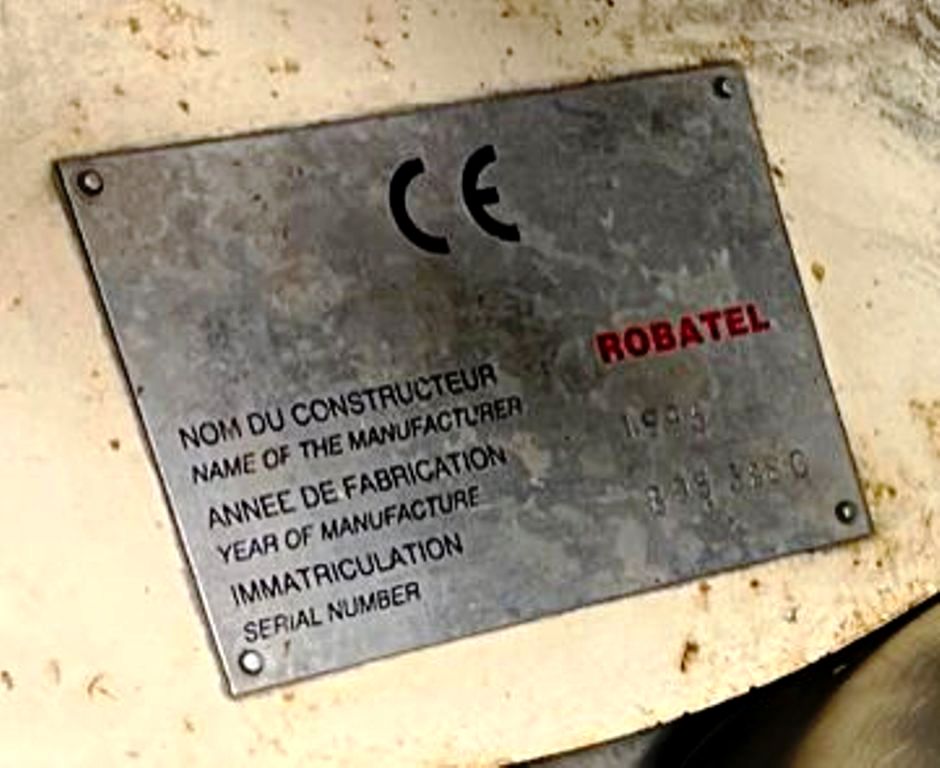 CE
ROBATEL
NOM DU CONSTRUCTEUR
NAME OF THE MANUFACTURER
ANNEE DE FABRICATION
YEAR OF MANUFACTURE
IMMATRICULATION
SERIAL NUMBER